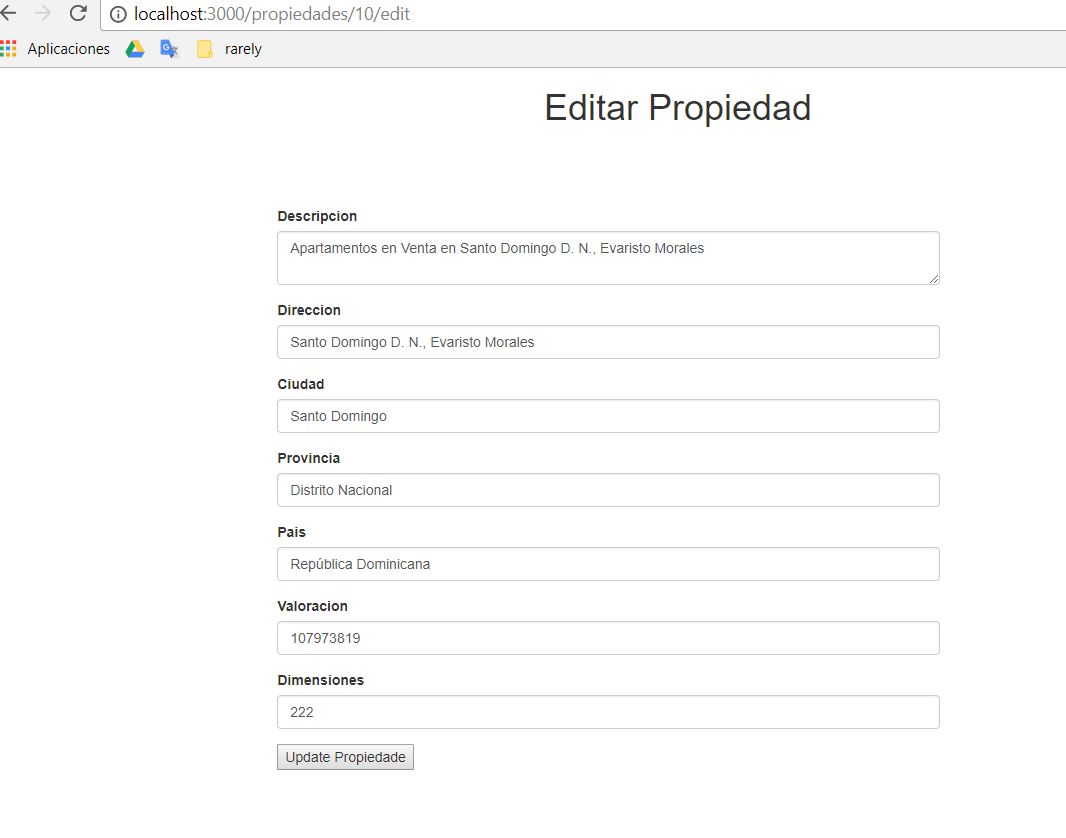 localhost:3000/propiedades/10/edit
Aplicaciones rarely
Editar Propiedad
Descripcion
Apartamentos en Venta en Santo Domingo D. N., Evaristo Morales
Direccion
Santo Domingo D. N., Evaristo Morales
Ciudad
Santo Domingo
Provincia
Distrito Nacional
Pais
República Dominicana
Valoracion
107973819
Dimensiones
222
Update Propiedade